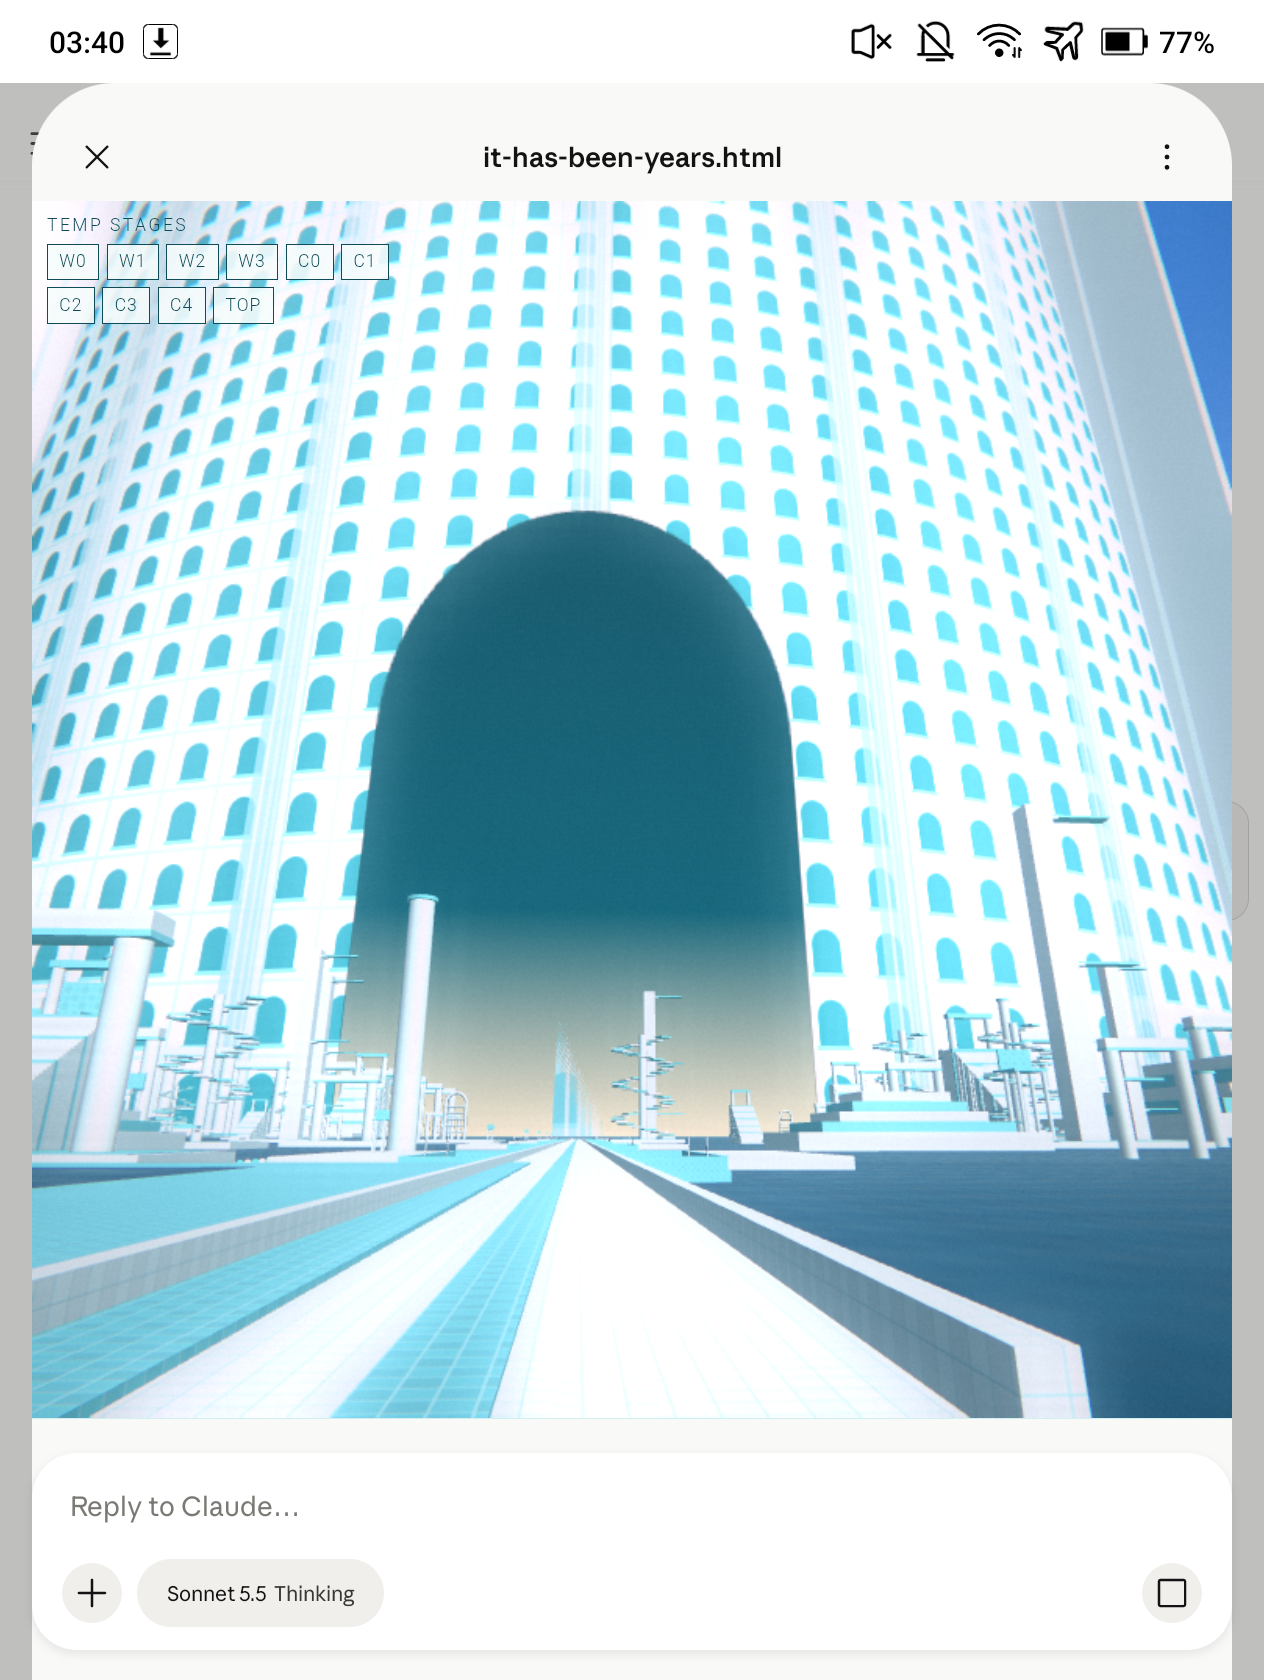 03:40 77%
it-has-been-years.html
TEMP STAGES
W0 W1 W2 W3 C0 C1
C2 C3 C4 TOP
Reply to Claude...
Sonnet 5.5 Thinking